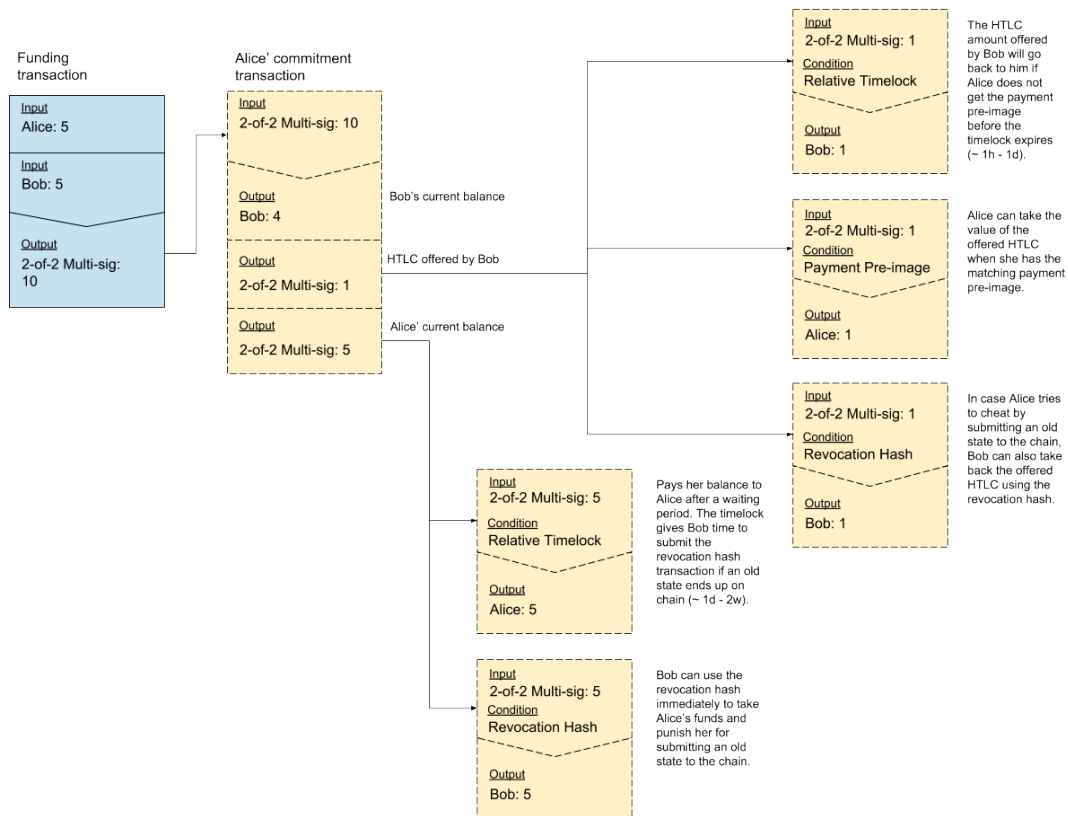 Funding
transaction
Input
Alice: 5
Input
Bob: 5
Output
2-of-2 Multi-sig:
10
Alice' commitment
transaction
Input
2-of-2 Multi-sig: 10
Output
Bob: 4
Output
2-of-2 Multi-sig: 1
Output
2-of-2 Multi-sig: 5
Bob's current balance
HTLC offered by Bob
Alice' current balance
Input
2-of-2 Multi-sig: 1
Condition
Relative Timelock
Output
Bob: 1
The HTLC
amount offered
by Bob will go
back to him if
Alice does not
get the payment
pre-image
before the
timelock expires
(~ 1h - 1d).
Input
2-of-2 Multi-sig: 1
Condition
Payment Pre-image
Output
Alice: 1
Alice can take the
value of the
offered HTLC
when she has the
matching payment
pre-image.
Input
2-of-2 Multi-sig: 1
Condition
Revocation Hash
Output
Bob: 1
In case Alice tries
to cheat by
submitting an old
state to the chain,
Bob can also take
back the offered
HTLC using the
revocation hash.
Input
2-of-2 Multi-sig: 5
Condition
Relative Timelock
Output
Alice: 5
Pays her balance to
Alice after a waiting
period. The timelock
gives Bob time to
submit the
revocation hash
transaction if an old
state ends up on
chain (~ 1d - 2w).
Input
2-of-2 Multi-sig: 5
Condition
Revocation Hash
Output
Bob: 5
Bob can use the
revocation hash
immediately to take
Alice's funds and
punish her for
submitting an old
state to the chain.